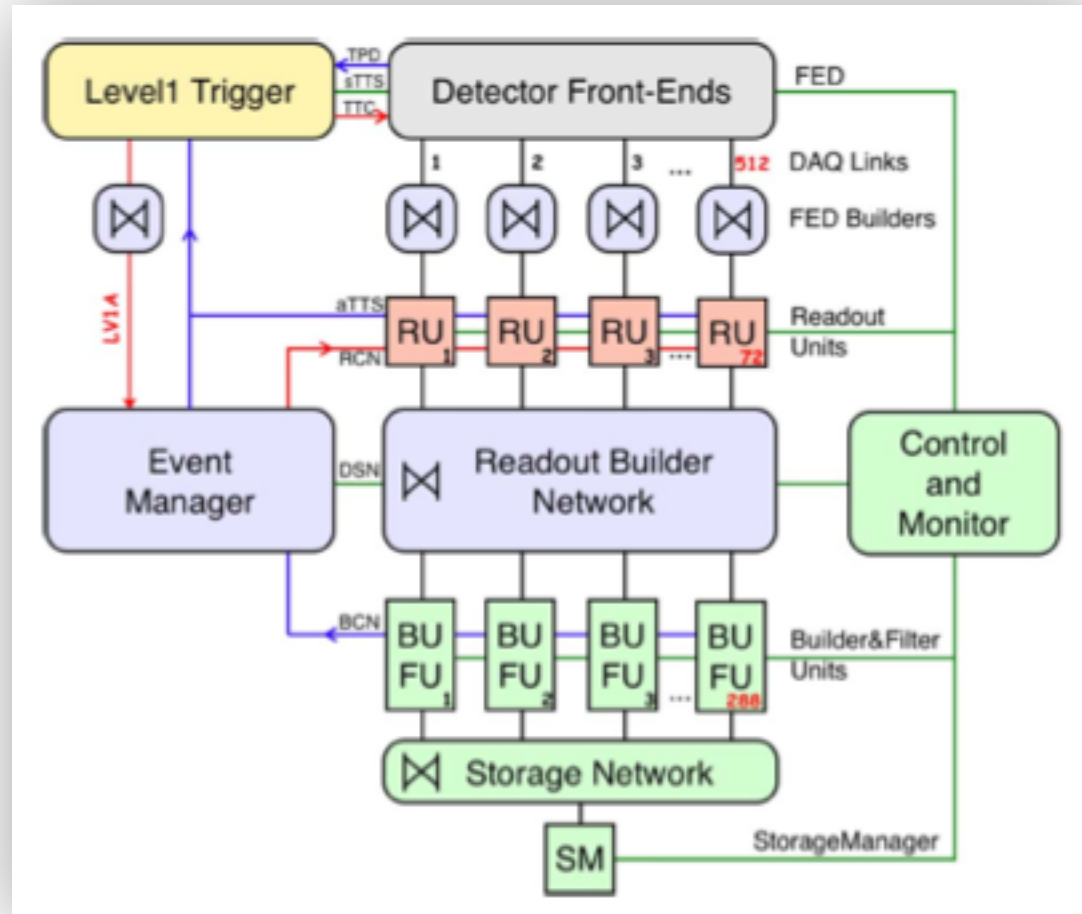 Level1 Trigger
TPD
sTTS
TTC
Detector Front-Ends
FED
1
2
3
...
512
DAQ Links
FED Builders
LV1A
aTTS
RCN
RU
1
RU
2
RU
3
...
RU
72
Readout
Units
Event
Manager
DSN
Readout Builder
Network
Control
and
Monitor
BCN
BU
FU
1
BU
FU
2
BU
FU
3
...
BU
FU
288
Builder&Filter
Units
Storage Network
SM
StorageManager